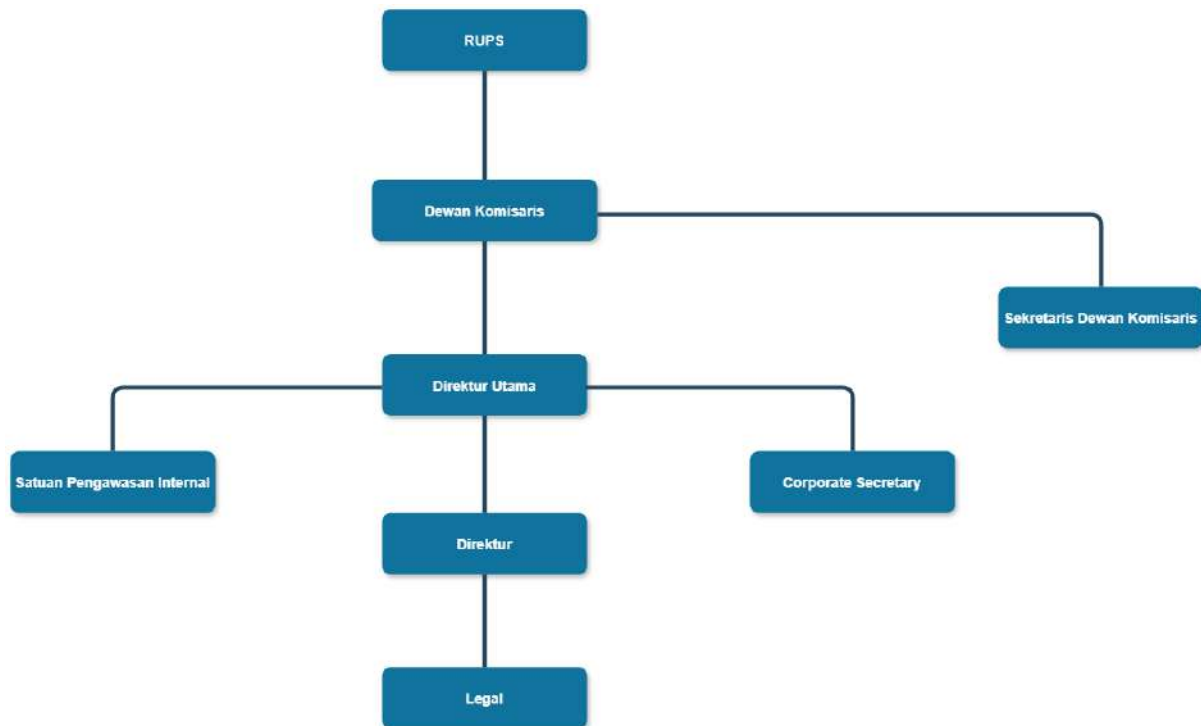 RUPS
Dewan Komisaris
Sekretaris Dewan Komisaris
Direktur Utama
Satuan Pengawasan Internal
Corporate Secretary
Direktur
Legal